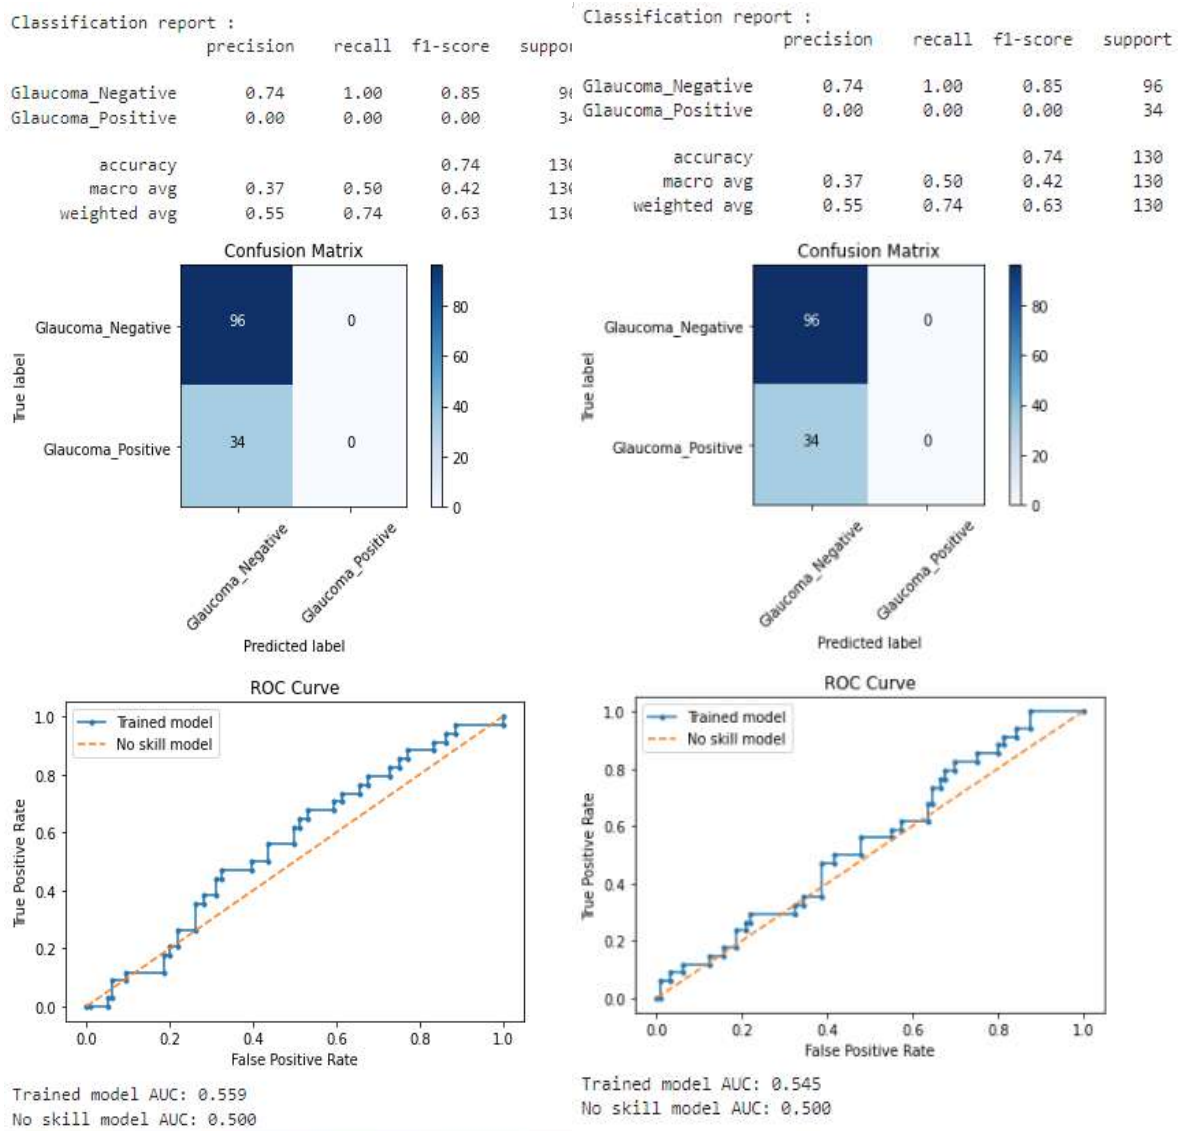 Classification report :
precision recall f1-score suppor
Glaucoma_Negative 0.74 1.00 0.85 96
Glaucoma_Positive 0.00 0.00 0.00 34
accuracy 0.74 130
macro avg 0.37 0.50 0.42 130
weighted avg 0.55 0.74 0.63 130
Confusion Matrix
True label
Glaucoma_Negative
Glaucoma_Positive
96 0
34 0
80
60
40
20
0
Glaucoma_Negative
Glaucoma_Positive
Predicted label
ROC Curve
Trained model
No skill model
True Positive Rate
1.0
0.8
0.6
0.4
0.2
0.0
0.0 0.2 0.4 0.6 0.8 1.0
False Positive Rate
Trained model AUC: 0.559
No skill model AUC: 0.500
Classification report :
precision recall f1-score support
Glaucoma_Negative 0.74 1.00 0.85 96
Glaucoma_Positive 0.00 0.00 0.00 34
accuracy 0.74 130
macro avg 0.37 0.50 0.42 130
weighted avg 0.55 0.74 0.63 130
Confusion Matrix
True label
Glaucoma_Negative
Glaucoma_Positive
96 0
34 0
80
60
40
20
0
Glaucoma_Negative
Glaucoma_Positive
Predicted label
ROC Curve
Trained model
No skill model
True Positive Rate
1.0
0.8
0.6
0.4
0.2
0.0
0.0 0.2 0.4 0.6 0.8 1.0
False Positive Rate
Trained model AUC: 0.545
No skill model AUC: 0.500